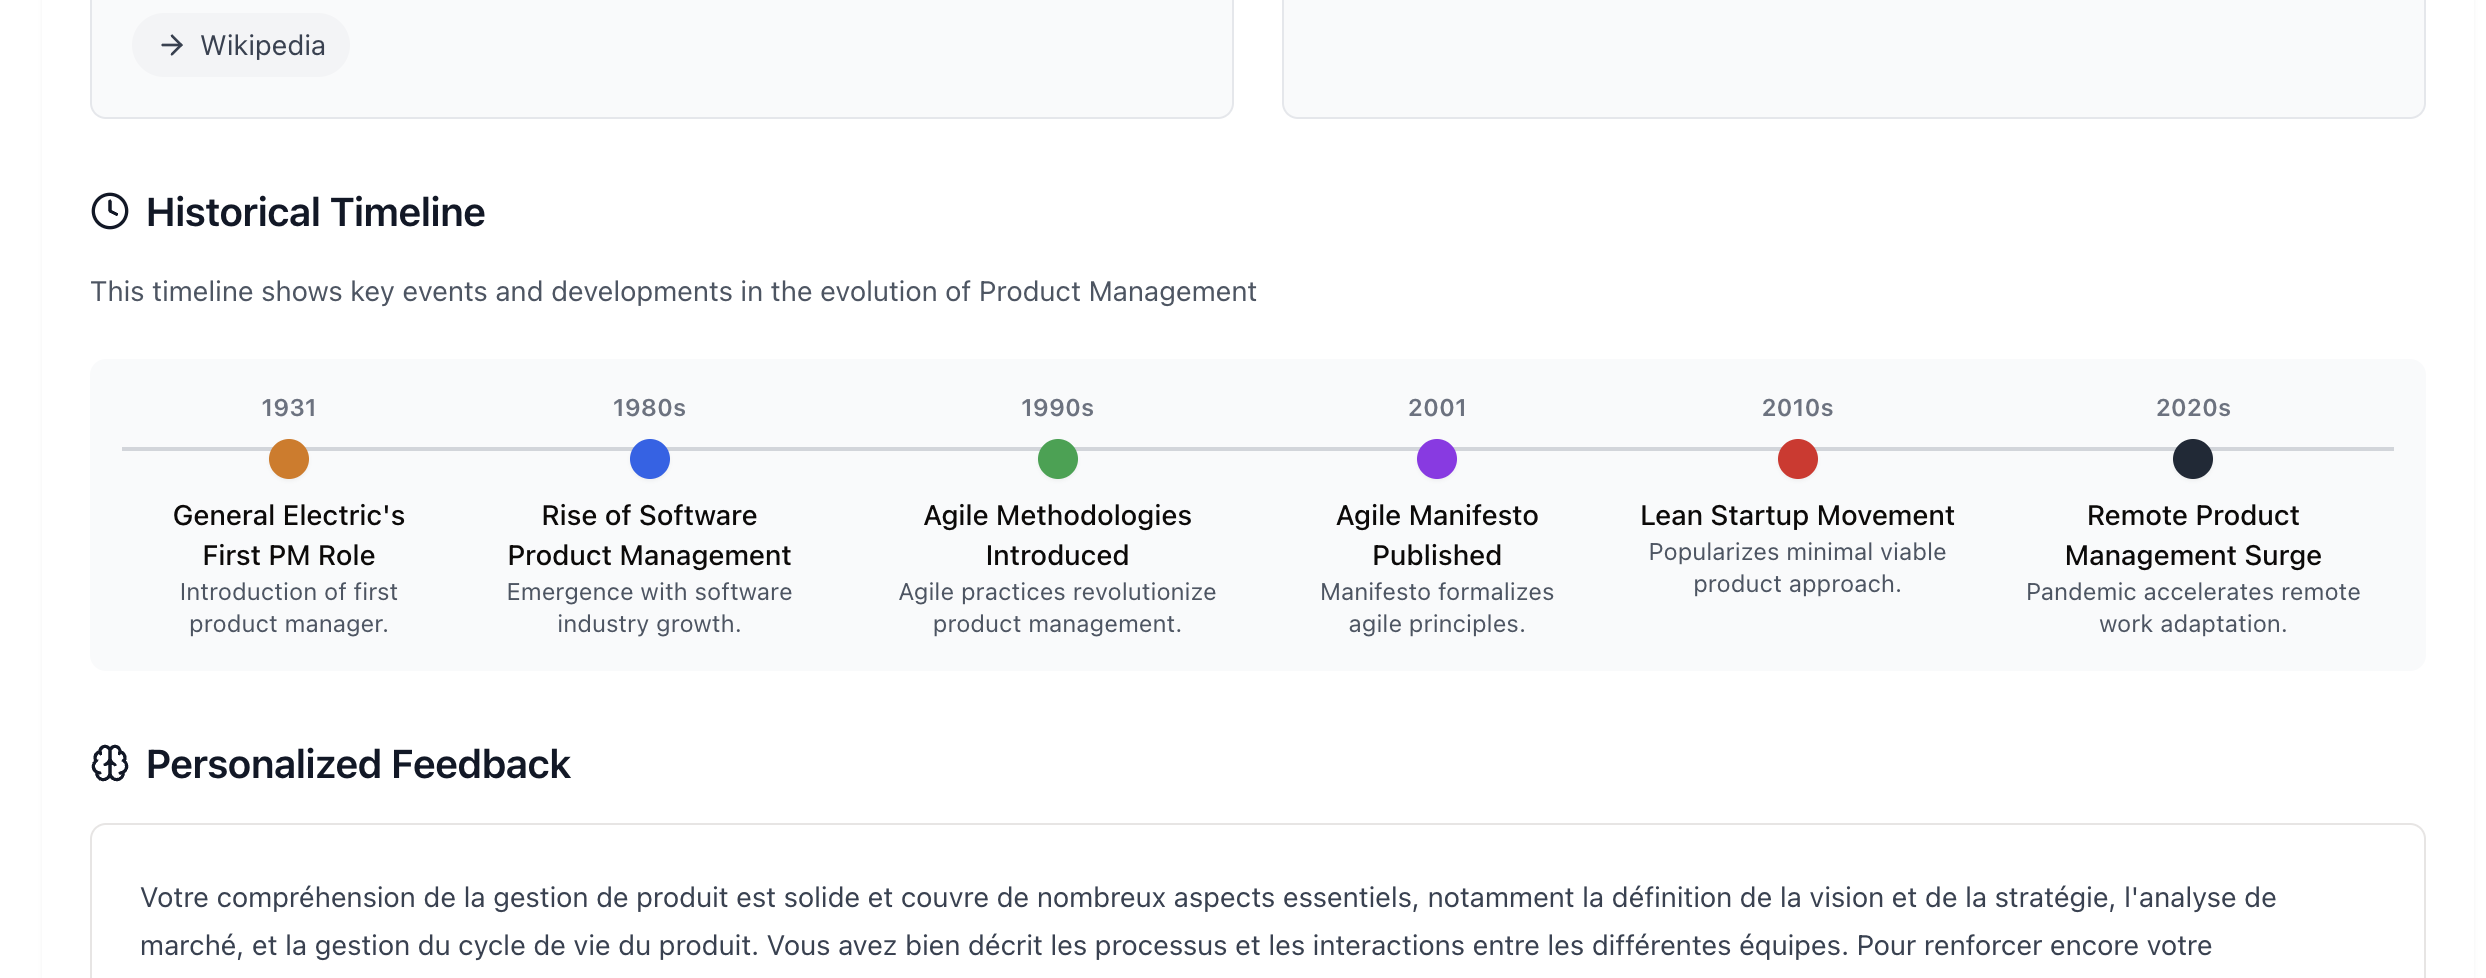 Wikipedia
Historical Timeline
This timeline shows key events and developments in the evolution of Product Management
1931
General Electric's
First PM Role
Introduction of first
product manager.
1980s
Rise of Software
Product Management
Emergence with software
industry growth.
1990s
Agile Methodologies
Introduced
Agile practices revolutionize
product management.
2001
Agile Manifesto
Published
Manifesto formalizes
agile principles.
2010s
Lean Startup Movement
Popularizes minimal viable
product approach.
2020s
Remote Product
Management Surge
Pandemic accelerates remote
work adaptation.
Personalized Feedback
Votre compréhension de la gestion de produit est solide et couvre de nombreux aspects essentiels, notamment la définition de la vision et de la stratégie, l'analyse de
marché, et la gestion du cycle de vie du produit. Vous avez bien décrit les processus et les interactions entre les différentes équipes. Pour renforcer encore votre